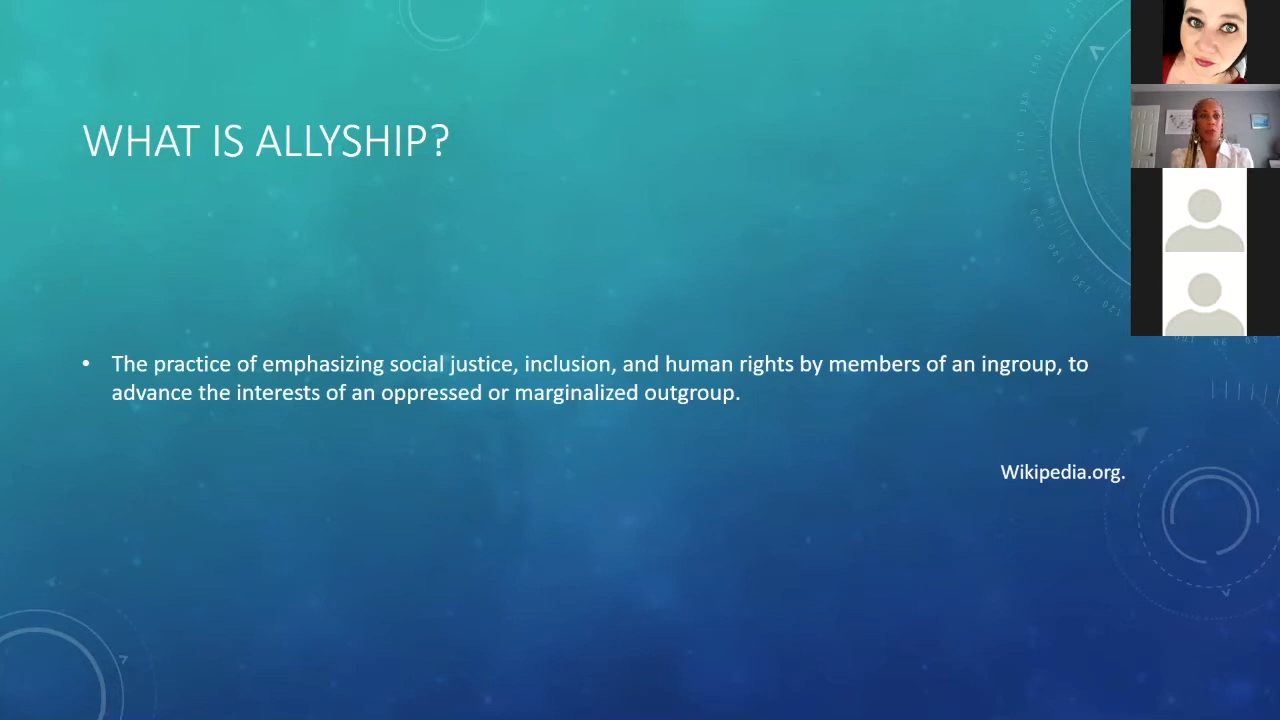 WHAT IS ALLYSHIP?
• The practice of emphasizing social justice, inclusion, and human rights by members of an ingroup, to
advance the interests of an oppressed or marginalized outgroup.
Wikipedia.org.